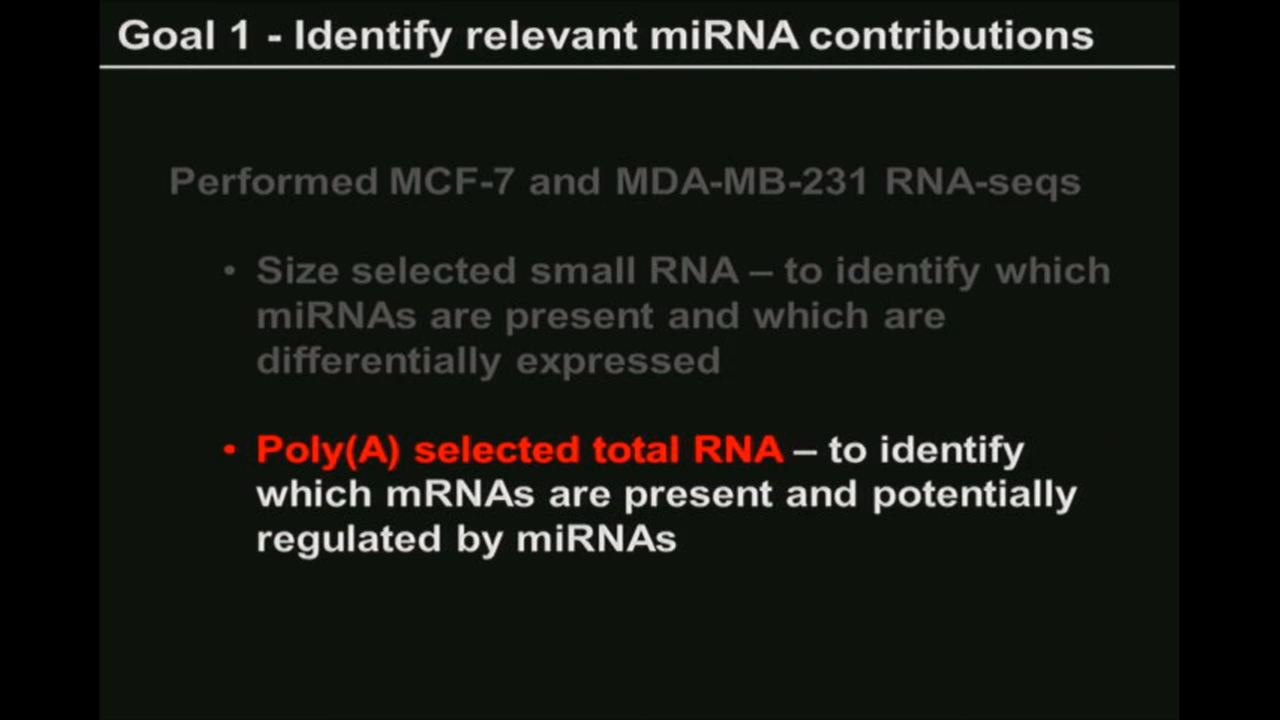 Goal 1 - Identify relevant miRNA contributions
Performed MCF-7 and MDA-MB-231 RNA-seqs
• Size selected small RNA – to identify which
miRNAs are present and which are
differentially expressed
• Poly(A) selected total RNA – to identify
which mRNAs are present and potentially
regulated by miRNAs